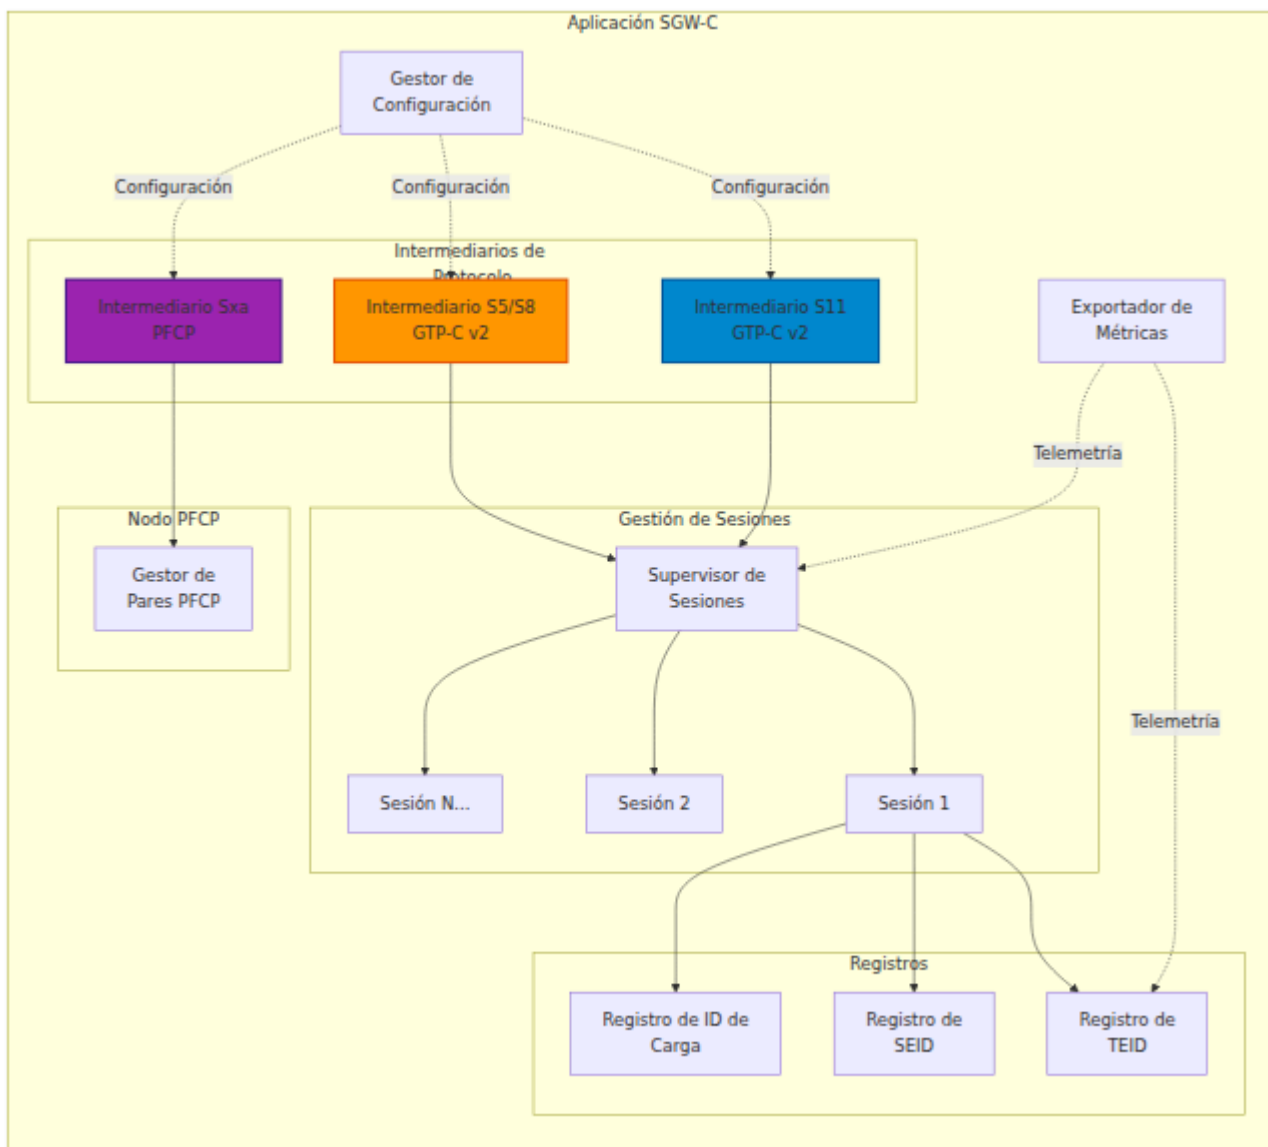 Aplicación SGW-C
Gestor de
Configuración
Configuración
Configuración
Configuración
Intermediarios de
Protocolo
Intermediario Sxa
PFCP
Intermediario S5/S8
GTP-C v2
Intermediario S11
GTP-C v2
Exportador de
Métricas
Telemetría
Nodo PFCP
Gestión de Sesiones
Gestor de
Pares PFCP
Supervisor de
Sesiones
Telemetría
Sesión N...
Sesión 2
Sesión 1
Registros
Registro de ID de
Carga
Registro de
SEID
Registro de
TEID